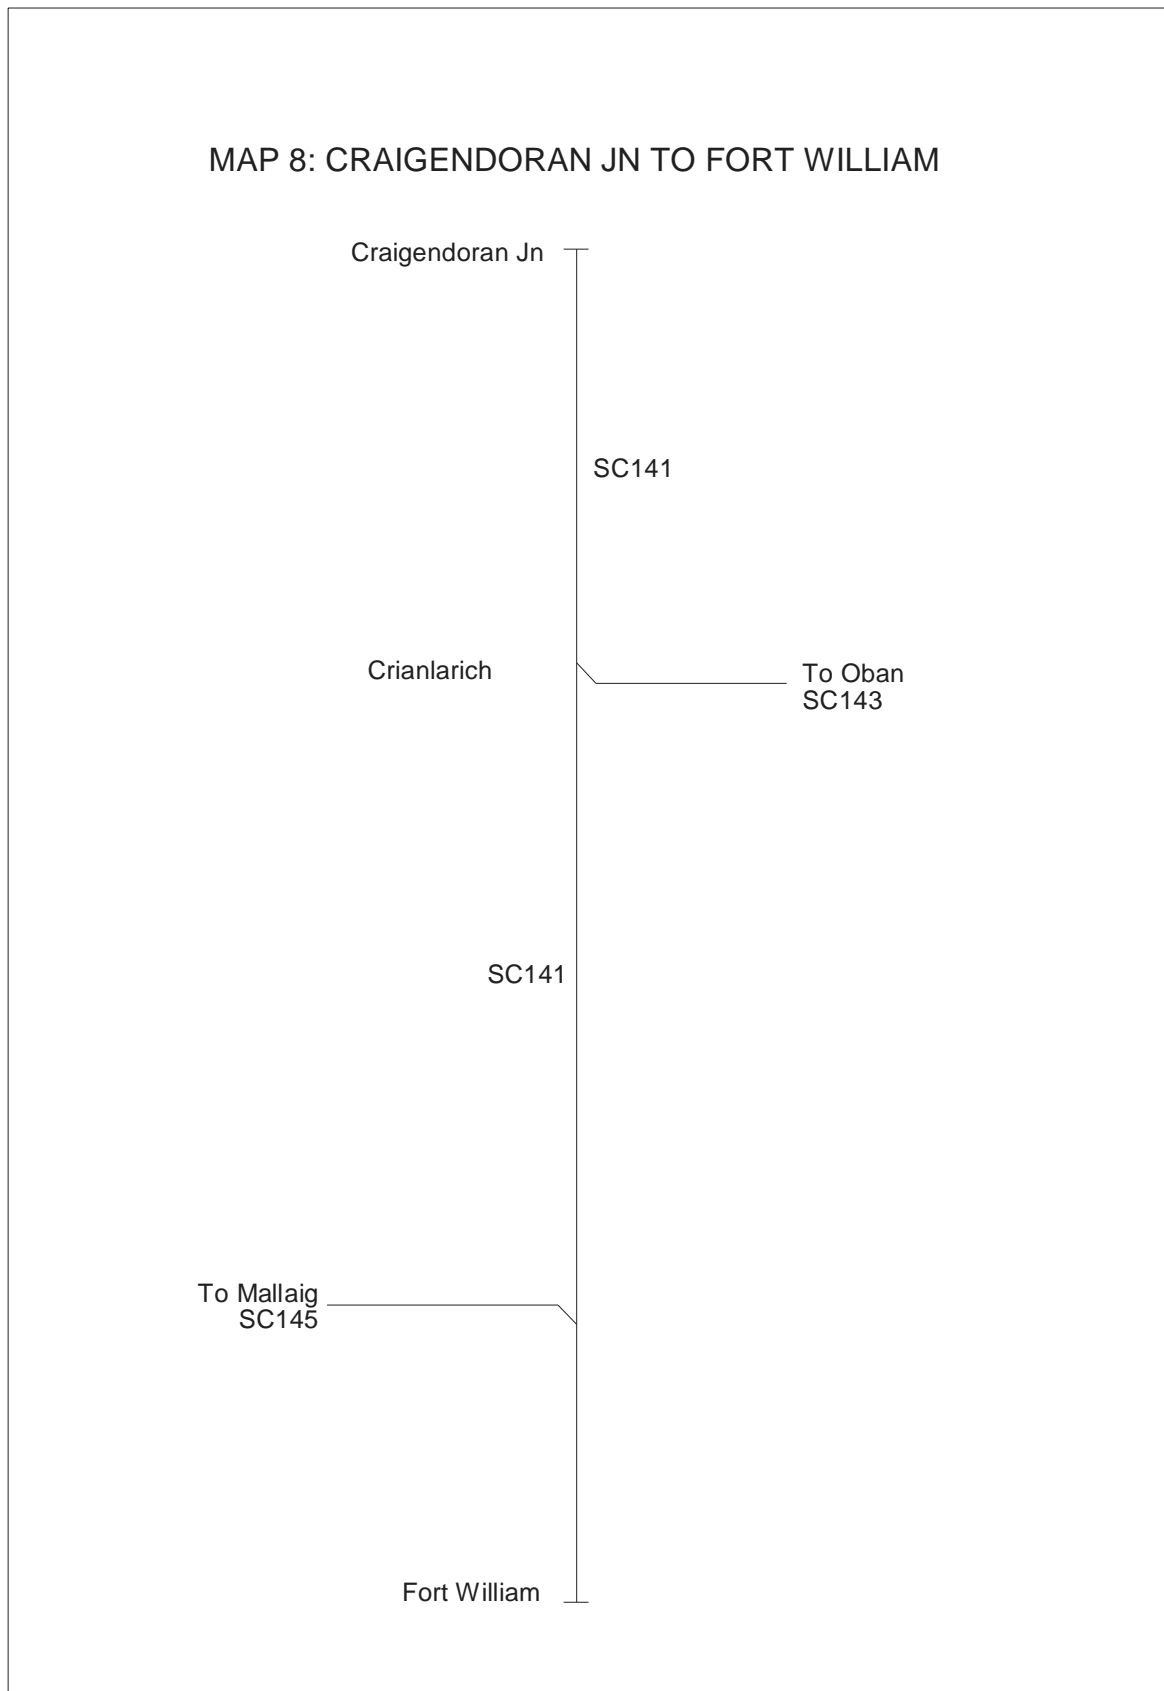 MAP 8: CRAIGENDORAN JN TO FORT WILLIAM
Craigendoran Jn
SC141
Crianlarich
To Oban
SC143
SC141
To Mallaig
SC145
Fort William